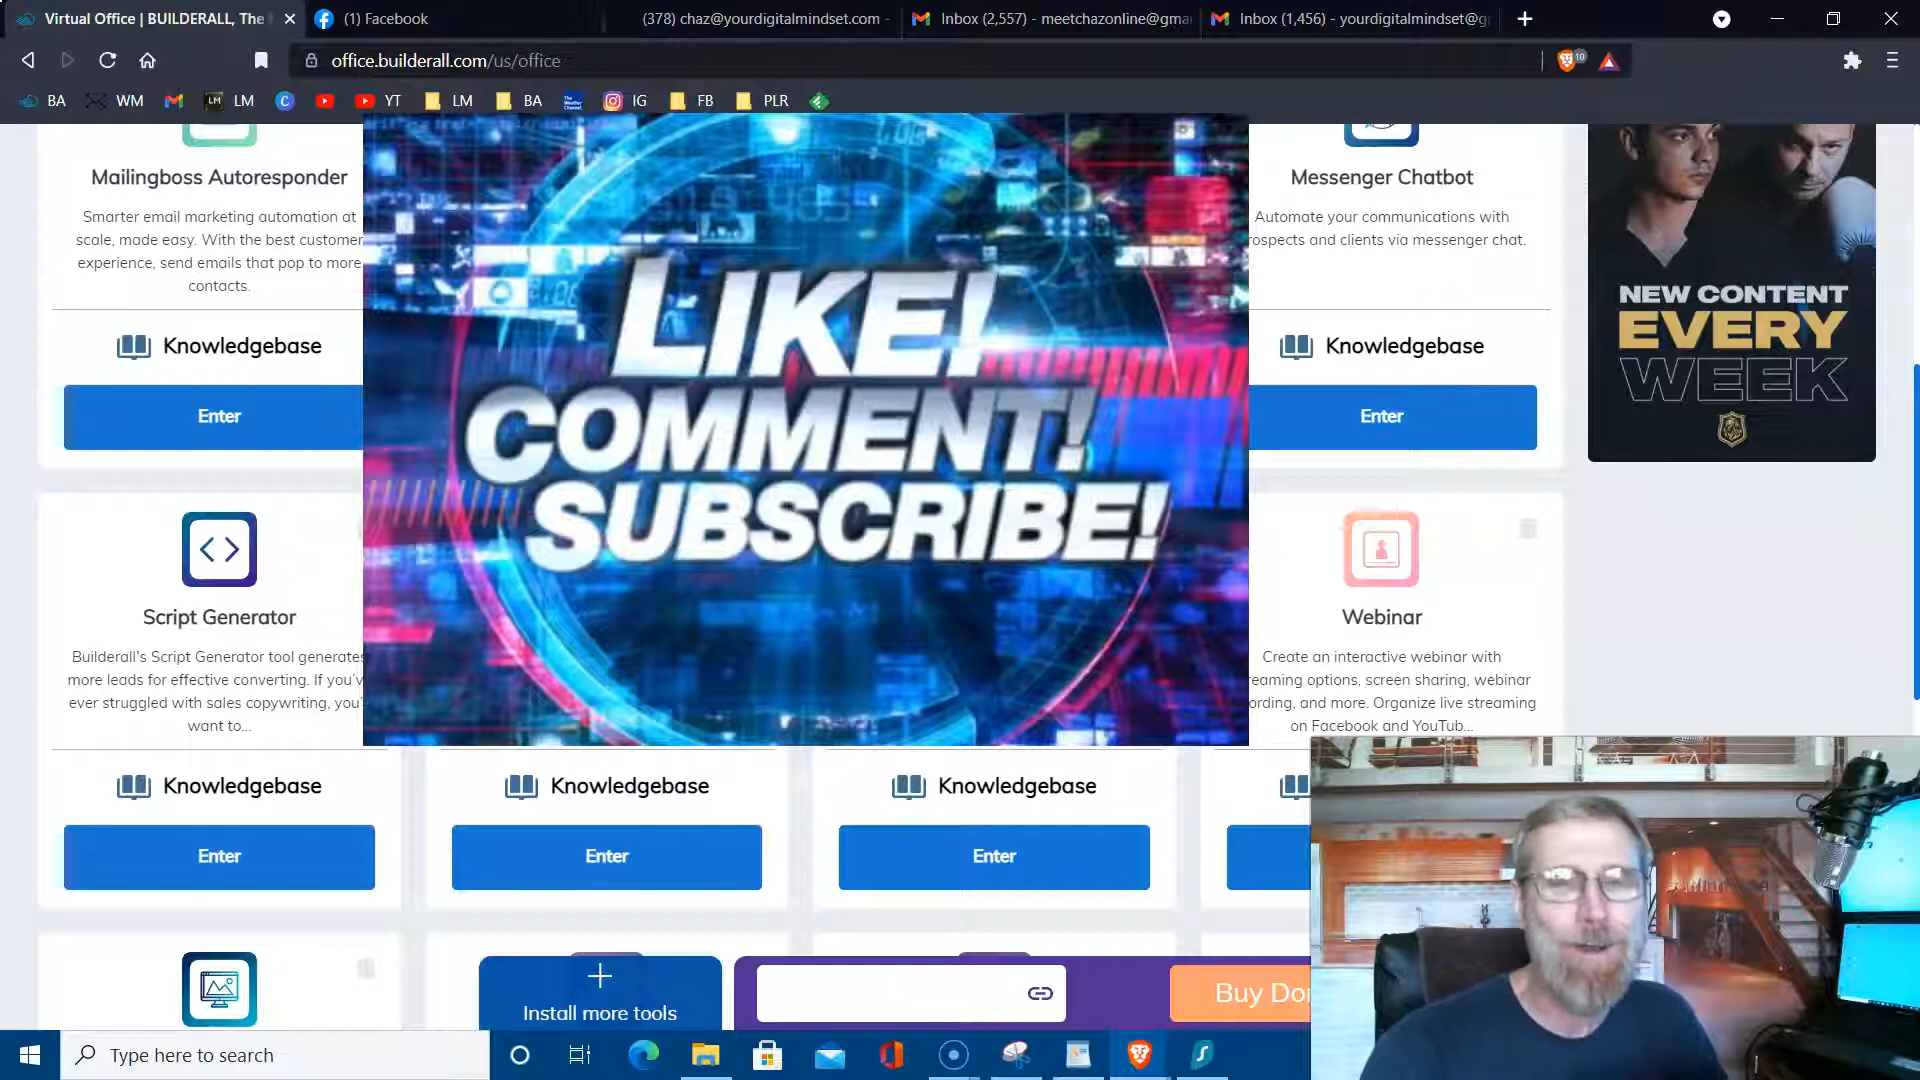 Virtual Office | BUILDERALL, The
(1) Facebook
(378) chaz@yourdigitalmindset.com -
Inbox (2,557) - meetchazonline@gma
Inbox (1,456) - yourdigitalmindset@g
office.builderall.com/us/office
10
BA
WM
LM
LM
YT
LM
BA
IG
FB
PLR
Mailingboss Autoresponder
Smarter email marketing automation at
scale, made easy. With the best customer
experience, send emails that pop to more
contacts.
Knowledgebase
Enter
LIKE!
COMMENT!
SUBSCRIBE!
Messenger Chatbot
Automate your communications with
rospects and clients via messenger chat.
Knowledgebase
Enter
NEW CONTENT
EVERY
WEEK
Script Generator
Builderall's Script Generator tool generates
more leads for effective converting. If you'v
ever struggled with sales copywriting, you'
want to...
Knowledgebase
Enter
Knowledgebase
Enter
Knowledgebase
Enter
Webinar
Create an interactive webinar with
reaming options, screen sharing, webinar
ording, and more. Organize live streaming
on Facebook and YouTub...
Install more tools
Buy Do
Type here to search